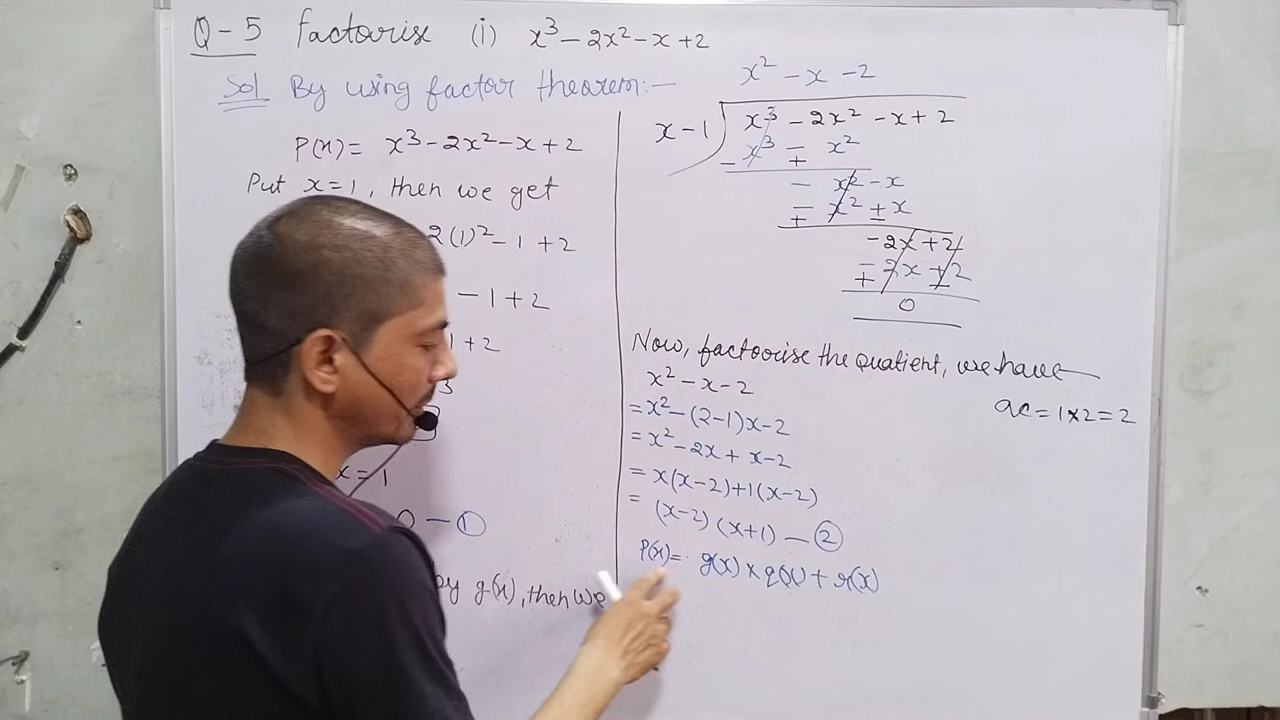 Q-5 Factorise (i) x³ - 2x² - x + 2
Sol By using factor theorem:-
P(x) = x³ - 2x² - x + 2
Put x = 1, then we get
2(1)² - 1 + 2
- 1 + 2
1 + 2
3
x = 1
0 — ①
by g(x), then we
x² - x - 2
x - 1 ) x³ - 2x² - x + 2
- x³ - x²
+
- x² - x
- x² + x
+ -
- 2x + 2
- 2x + 2
+ -
0
Now, factoorise the Quatient, we have
x² - x - 2
ac = 1 x 2 = 2
= x² - (2-1)x - 2
= x² - 2x + x - 2
= x(x-2) + 1(x-2)
= (x-2) (x+1) — ②
P(x) = g(x) x q(x) + r(x)